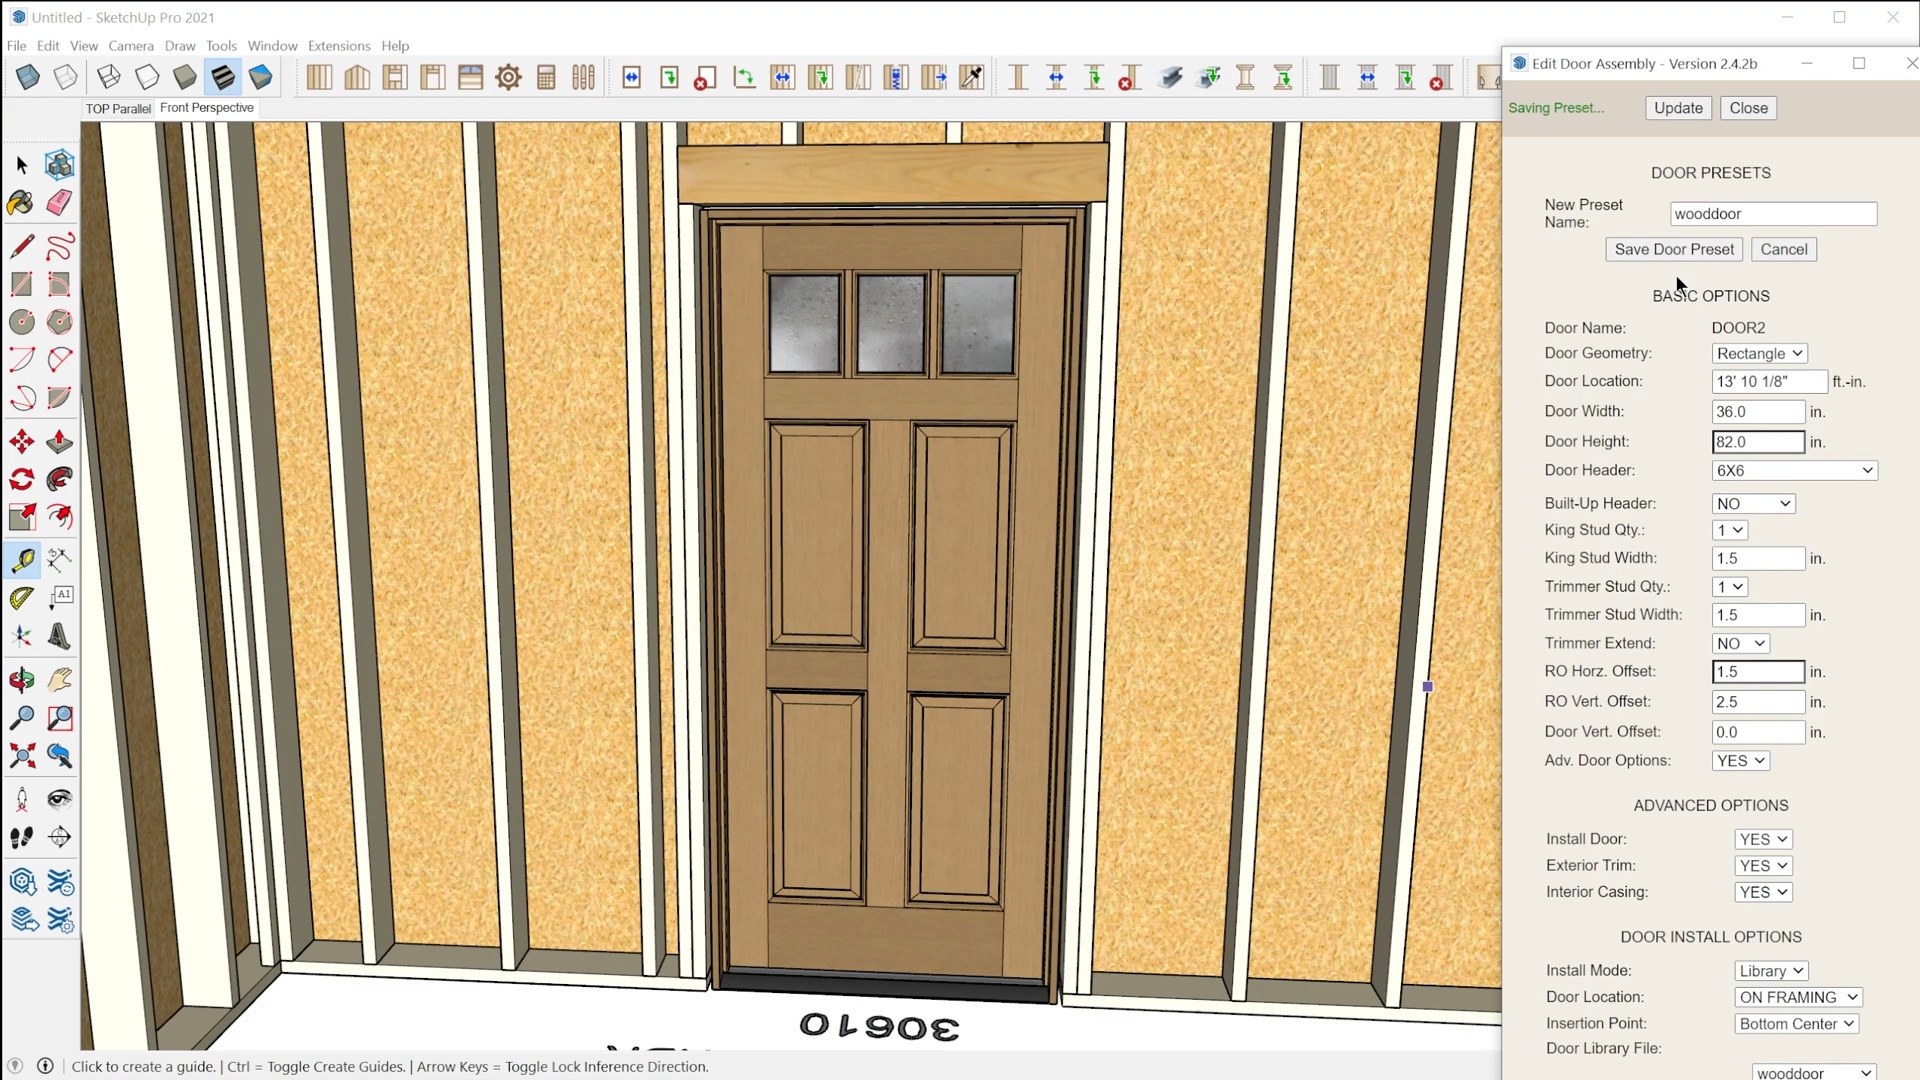 Untitled - SketchUp Pro 2021
File Edit View Camera Draw Tools Window Extensions Help
TOP Parallel Front Perspective
A1
30610
Click to create a guide. | Ctrl = Toggle Create Guides. | Arrow Keys = Toggle Lock Inference Direction.
Edit Door Assembly - Version 2.4.2b
Saving Preset... Update Close
DOOR PRESETS
New Preset
Name: wooddoor
Save Door Preset Cancel
BASIC OPTIONS
Door Name: DOOR2
Door Geometry: Rectangle
Door Location: 13' 10 1/8" ft.-in.
Door Width: 36.0 in.
Door Height: 82.0 in.
Door Header: 6X6
Built-Up Header: NO
King Stud Qty.: 1
King Stud Width: 1.5 in.
Trimmer Stud Qty.: 1
Trimmer Stud Width: 1.5 in.
Trimmer Extend: NO
RO Horz. Offset: 1.5 in.
RO Vert. Offset: 2.5 in.
Door Vert. Offset: 0.0 in.
Adv. Door Options: YES
ADVANCED OPTIONS
Install Door: YES
Exterior Trim: YES
Interior Casing: YES
DOOR INSTALL OPTIONS
Install Mode: Library
Door Location: ON FRAMING
Insertion Point: Bottom Center
Door Library File:
wooddoor